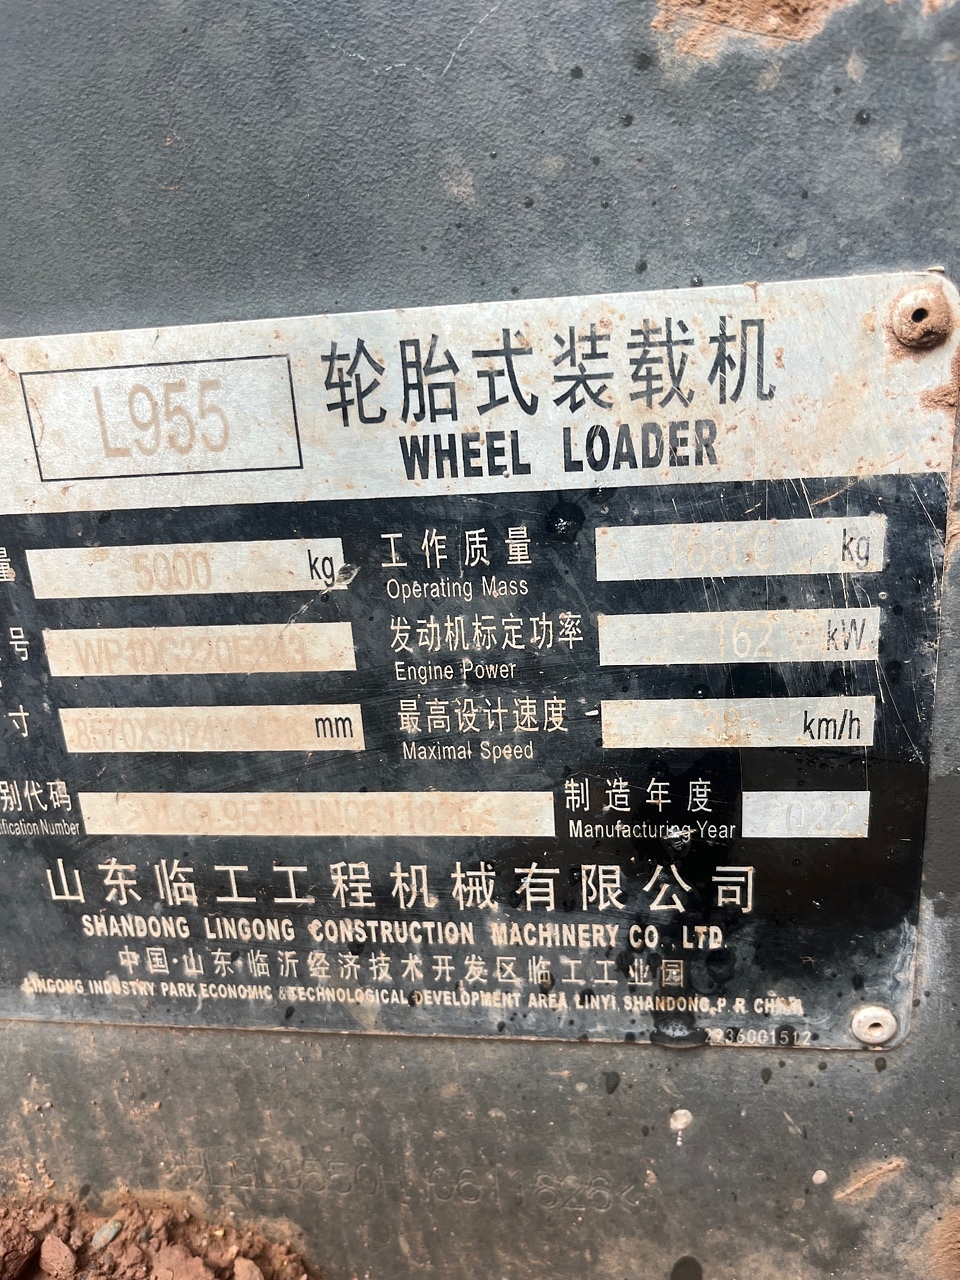 L955 轮胎式装载机
WHEEL LOADER
量 5000 kg 工作质量 16800 kg
Operating Mass
号 发动机标定功率 162 kW
Engine Power
寸 mm 最高设计速度 38 km/h
Maximal Speed
别代码 制造年度 2022
ification Number Manufacturing Year
山东临工工程机械有限公司
SHANDONG LINGONG CONSTRUCTION MACHINERY CO. LTD.
中国·山东·临沂经济技术开发区临工工业园
LINGONG INDUSTRY PARK,ECONOMIC &TECHNOLOGICAL DEVELOPMENT AREA LINYI, SHANDONG,P. R. CHINA
2236001512